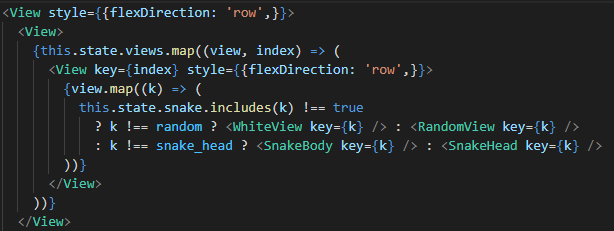 <View style={{flexDirection: 'row',}}>
  <View>
    {this.state.views.map((view, index) => (
      <View key={index} style={{flexDirection: 'row',}}>
        {view.map((k) => (
          this.state.snake.includes(k) !== true
            ? k !== random ? <WhiteView key={k} /> : <RandomView key={k} />
            : k !== snake_head ? <SnakeBody key={k} /> : <SnakeHead key={k} />
        ))}
      </View>
    ))}
  </View>